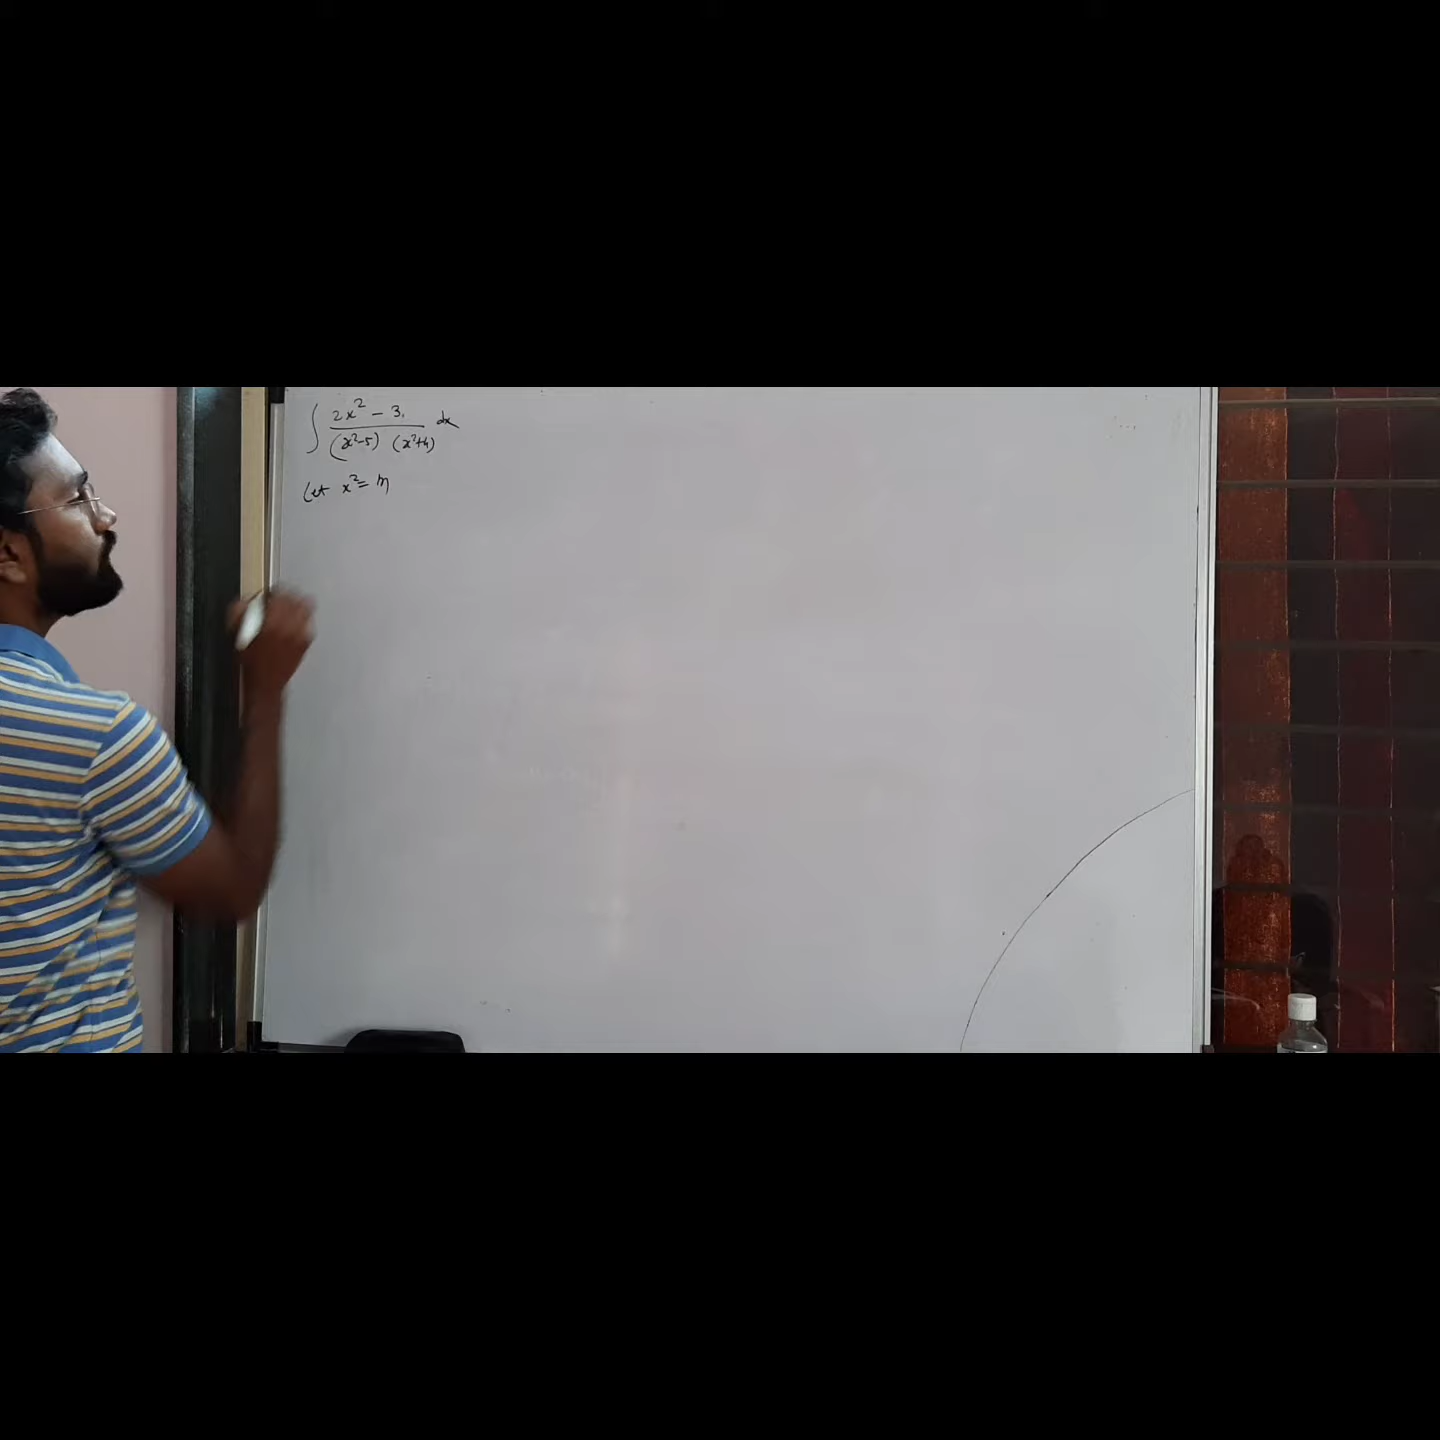 ∫ (2x² - 3) / ((x²-5) (x²+4)) dx
Let x² = m